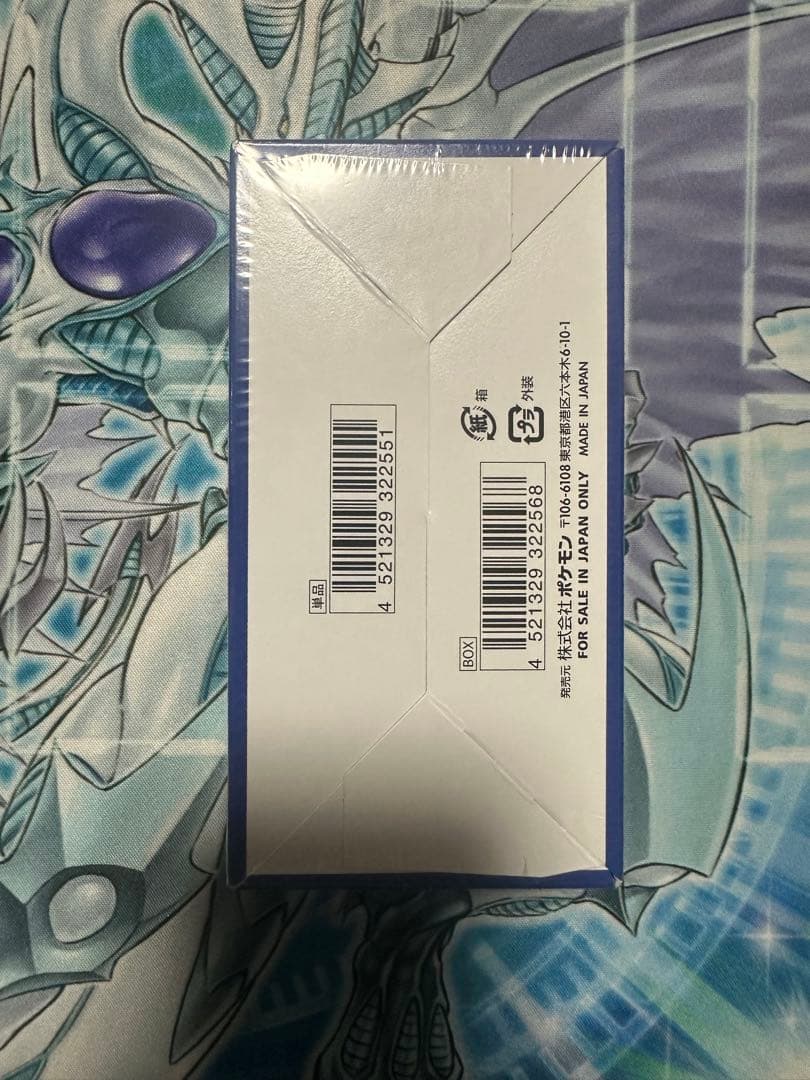 単品
4 521329 322551
BOX
4 521329 322568
紙 箱
プラ 外装
発売元 株式会社 ポケモン 〒106-6108 東京都港区六本木6-10-1
FOR SALE IN JAPAN ONLY MADE IN JAPAN